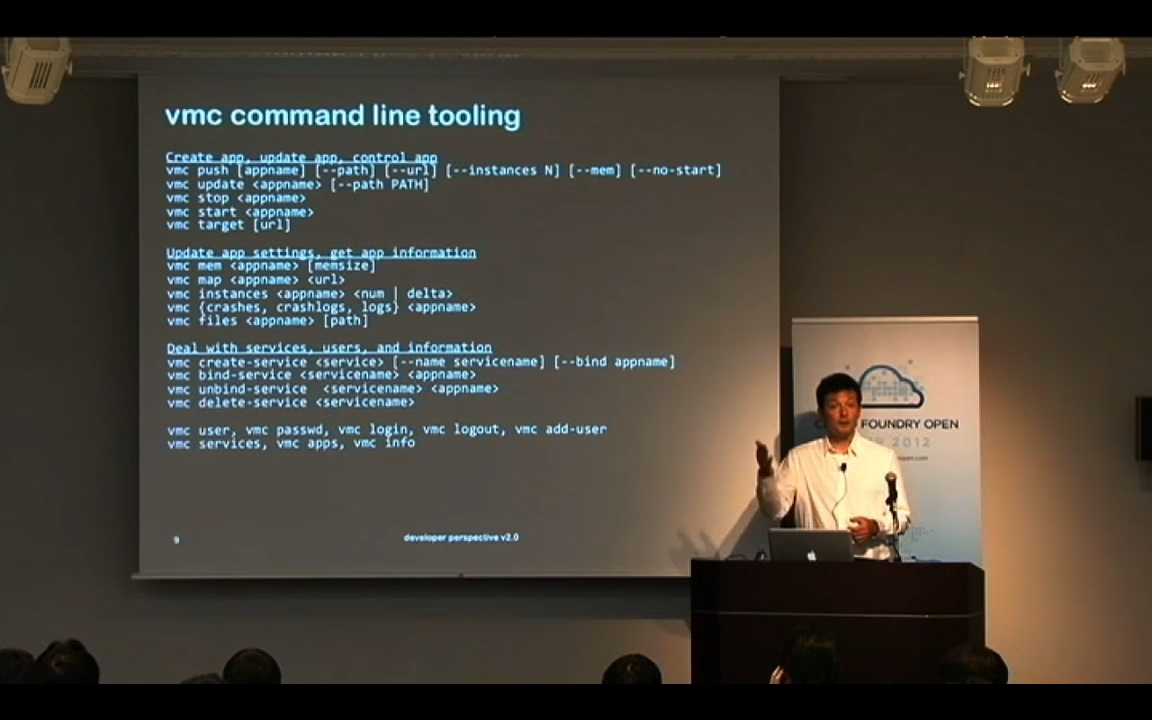 vmc command line tooling
Create app, update app, control app
vmc push [appname] [--path] [--url] [--instances N] [--mem] [--no-start]
vmc update <appname> [--path PATH]
vmc stop <appname>
vmc start <appname>
vmc target [url]
Update app settings, get app information
vmc mem <appname> [memsize]
vmc map <appname> <url>
vmc instances <appname> <num | delta>
vmc {crashes, crashlogs, logs} <appname>
vmc files <appname> [path]
Deal with services, users, and information
vmc create-service <service> [--name servicename] [--bind appname]
vmc bind-service <servicename> <appname>
vmc unbind-service <servicename> <appname>
vmc delete-service <servicename>
vmc user, vmc passwd, vmc login, vmc logout, vmc add-user
vmc services, vmc apps, vmc info
9
developer perspective v2.0
FOUNDRY OPEN
2012